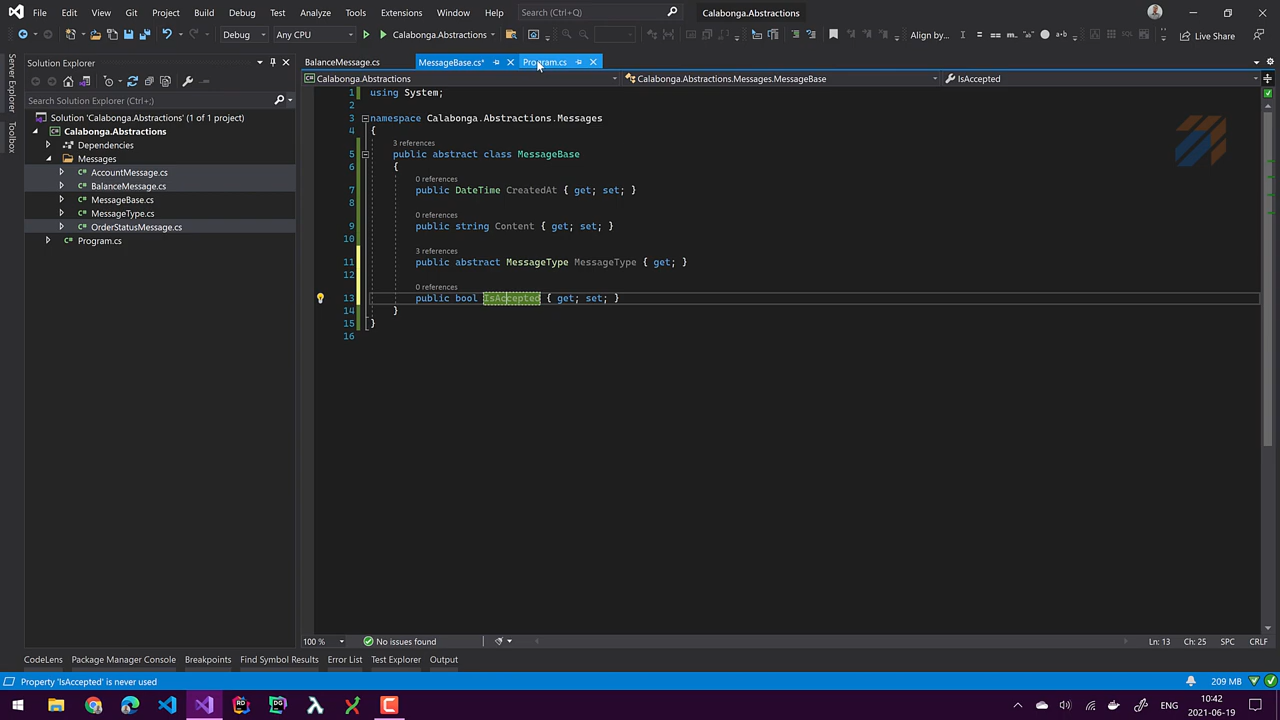 File Edit View Git Project Build Debug Test Analyze Tools Extensions Window Help Search (Ctrl+Q) Calabonga.Abstractions
Debug Any CPU Calabonga.Abstractions Align by... Live Share
Server Explorer
Toolbox
Solution Explorer
Search Solution Explorer (Ctrl+;)
Solution 'Calabonga.Abstractions' (1 of 1 project)
Calabonga.Abstractions
Dependencies
Messages
AccountMessage.cs
BalanceMessage.cs
MessageBase.cs
MessageType.cs
OrderStatusMessage.cs
Program.cs
BalanceMessage.cs MessageBase.cs* Program.cs
Calabonga.Abstractions Calabonga.Abstractions.Messages.MessageBase IsAccepted
1 using System;
2
3 namespace Calabonga.Abstractions.Messages
4 {
3 references
5 public abstract class MessageBase
6 {
0 references
7 public DateTime CreatedAt { get; set; }
8
0 references
9 public string Content { get; set; }
10
3 references
11 public abstract MessageType MessageType { get; }
12
0 references
13 public bool IsAccepted { get; set; }
14 }
15 }
16
100 % No issues found Ln: 13 Ch: 25 SPC CRLF
CodeLens Package Manager Console Breakpoints Find Symbol Results Error List Test Explorer Output
Property 'IsAccepted' is never used 209 MB
ENG 10:42
2021-06-19